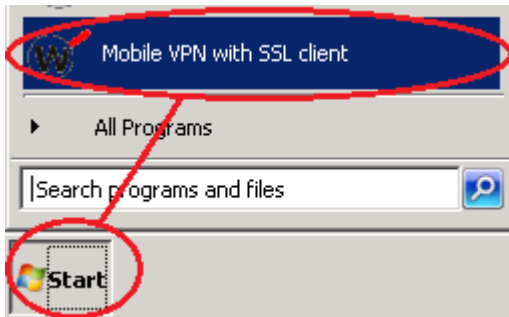 W
Mobile VPN with SSL client
All Programs
Search programs and files
Start